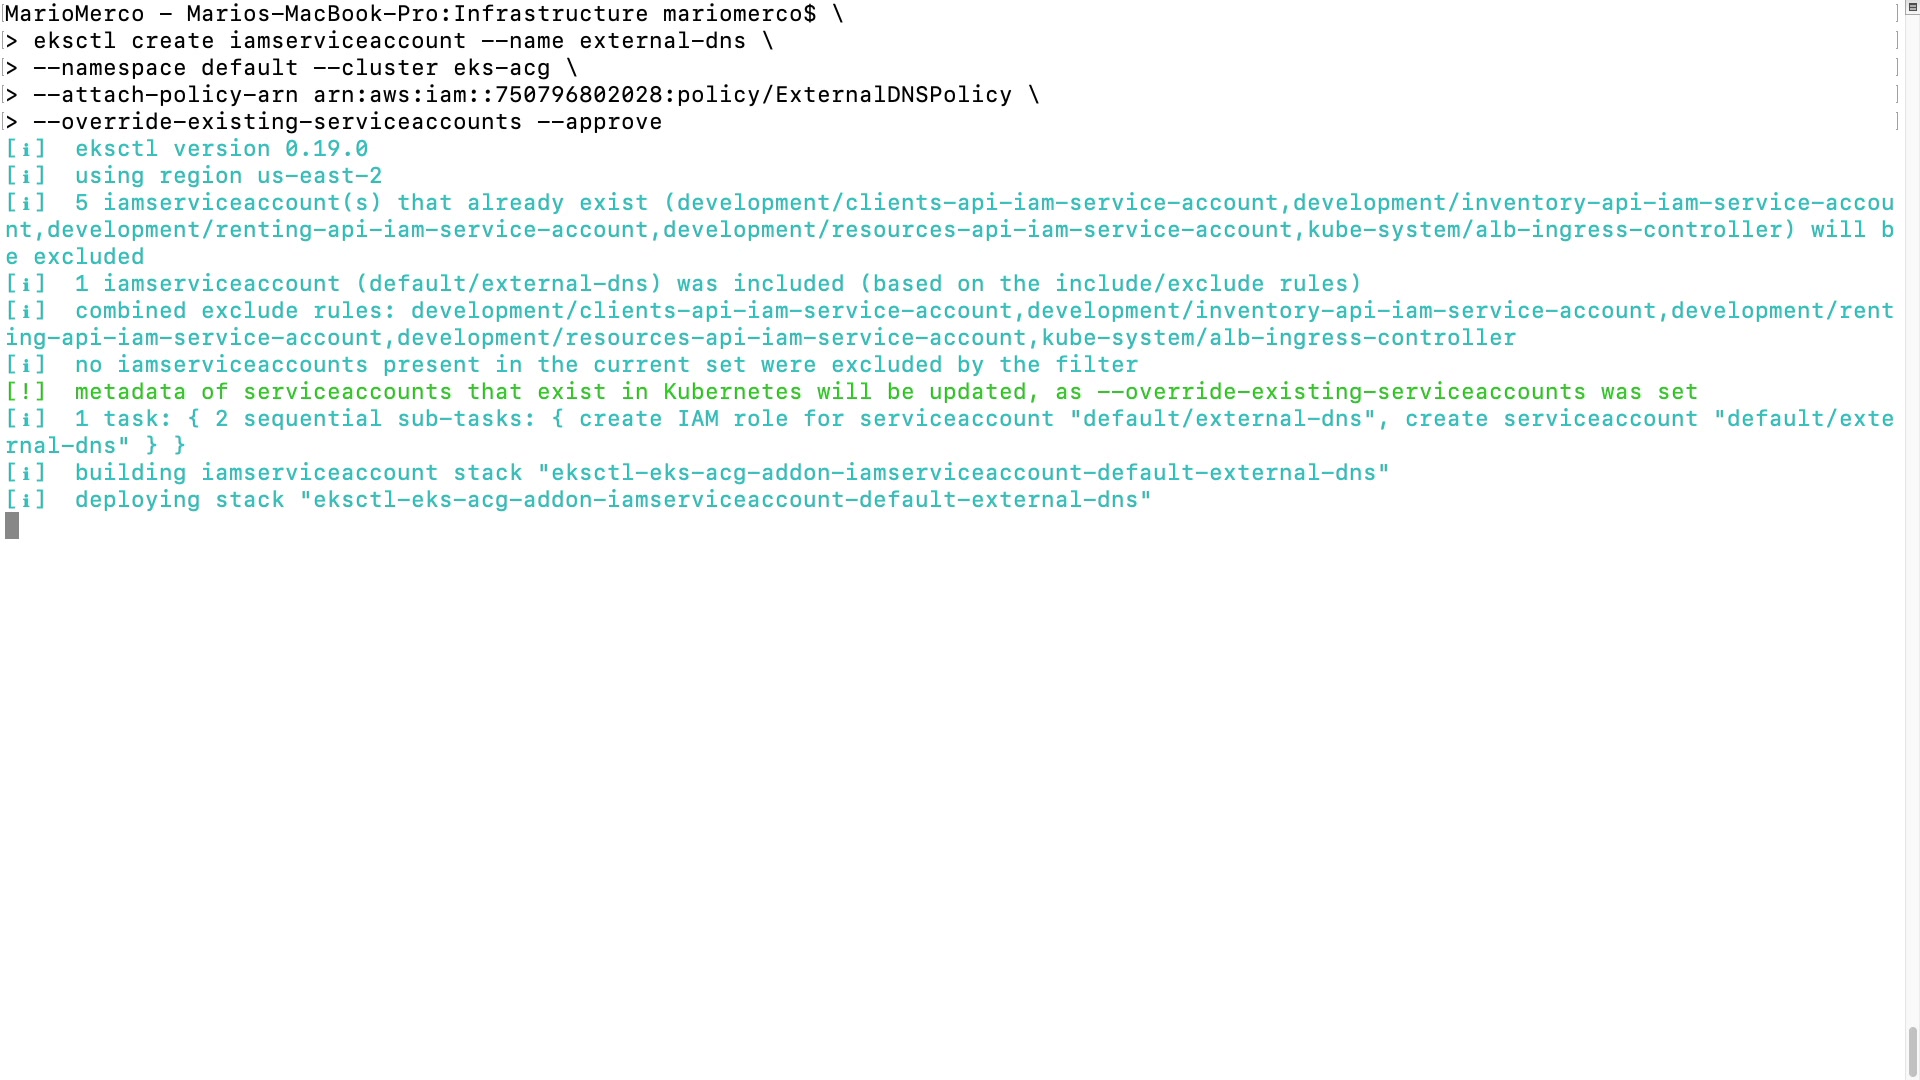 MarioMerco - Marios-MacBook-Pro:Infrastructure mariomerco$ \
> eksctl create iamserviceaccount --name external-dns \
> --namespace default --cluster eks-acg \
> --attach-policy-arn arn:aws:iam::750796802028:policy/ExternalDNSPolicy \
> --override-existing-serviceaccounts --approve
[ℹ]  eksctl version 0.19.0
[ℹ]  using region us-east-2
[ℹ]  5 iamserviceaccount(s) that already exist (development/clients-api-iam-service-account,development/inventory-api-iam-service-accou
nt,development/renting-api-iam-service-account,development/resources-api-iam-service-account,kube-system/alb-ingress-controller) will b
e excluded
[ℹ]  1 iamserviceaccount (default/external-dns) was included (based on the include/exclude rules)
[ℹ]  combined exclude rules: development/clients-api-iam-service-account,development/inventory-api-iam-service-account,development/rent
ing-api-iam-service-account,development/resources-api-iam-service-account,kube-system/alb-ingress-controller
[ℹ]  no iamserviceaccounts present in the current set were excluded by the filter
[!]  metadata of serviceaccounts that exist in Kubernetes will be updated, as --override-existing-serviceaccounts was set
[ℹ]  1 task: { 2 sequential sub-tasks: { create IAM role for serviceaccount "default/external-dns", create serviceaccount "default/exte
rnal-dns" } }
[ℹ]  building iamserviceaccount stack "eksctl-eks-acg-addon-iamserviceaccount-default-external-dns"
[ℹ]  deploying stack "eksctl-eks-acg-addon-iamserviceaccount-default-external-dns"